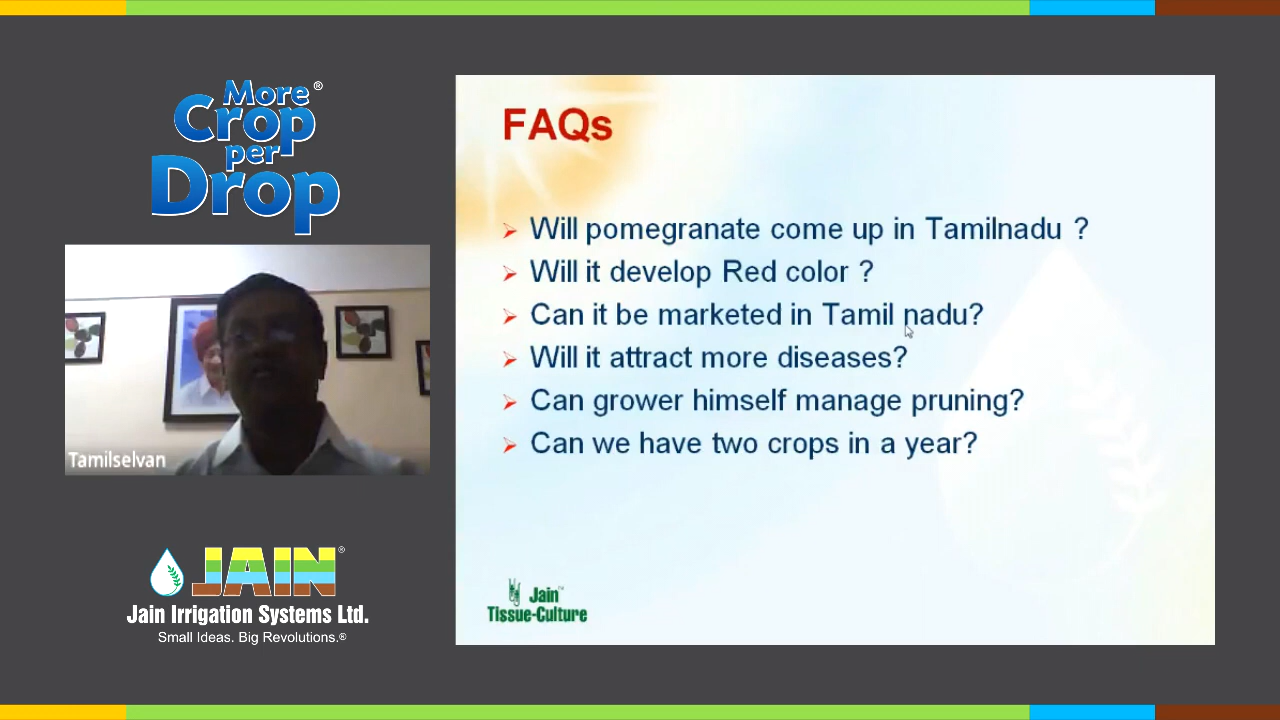 More®
Crop
per
Drop
Tamilselvan
JAIN®
Jain Irrigation Systems Ltd.
Small Ideas. Big Revolutions.®
FAQs
Will pomegranate come up in Tamilnadu ?
Will it develop Red color ?
Can it be marketed in Tamil nadu?
Will it attract more diseases?
Can grower himself manage pruning?
Can we have two crops in a year?
Jain™
Tissue-Culture